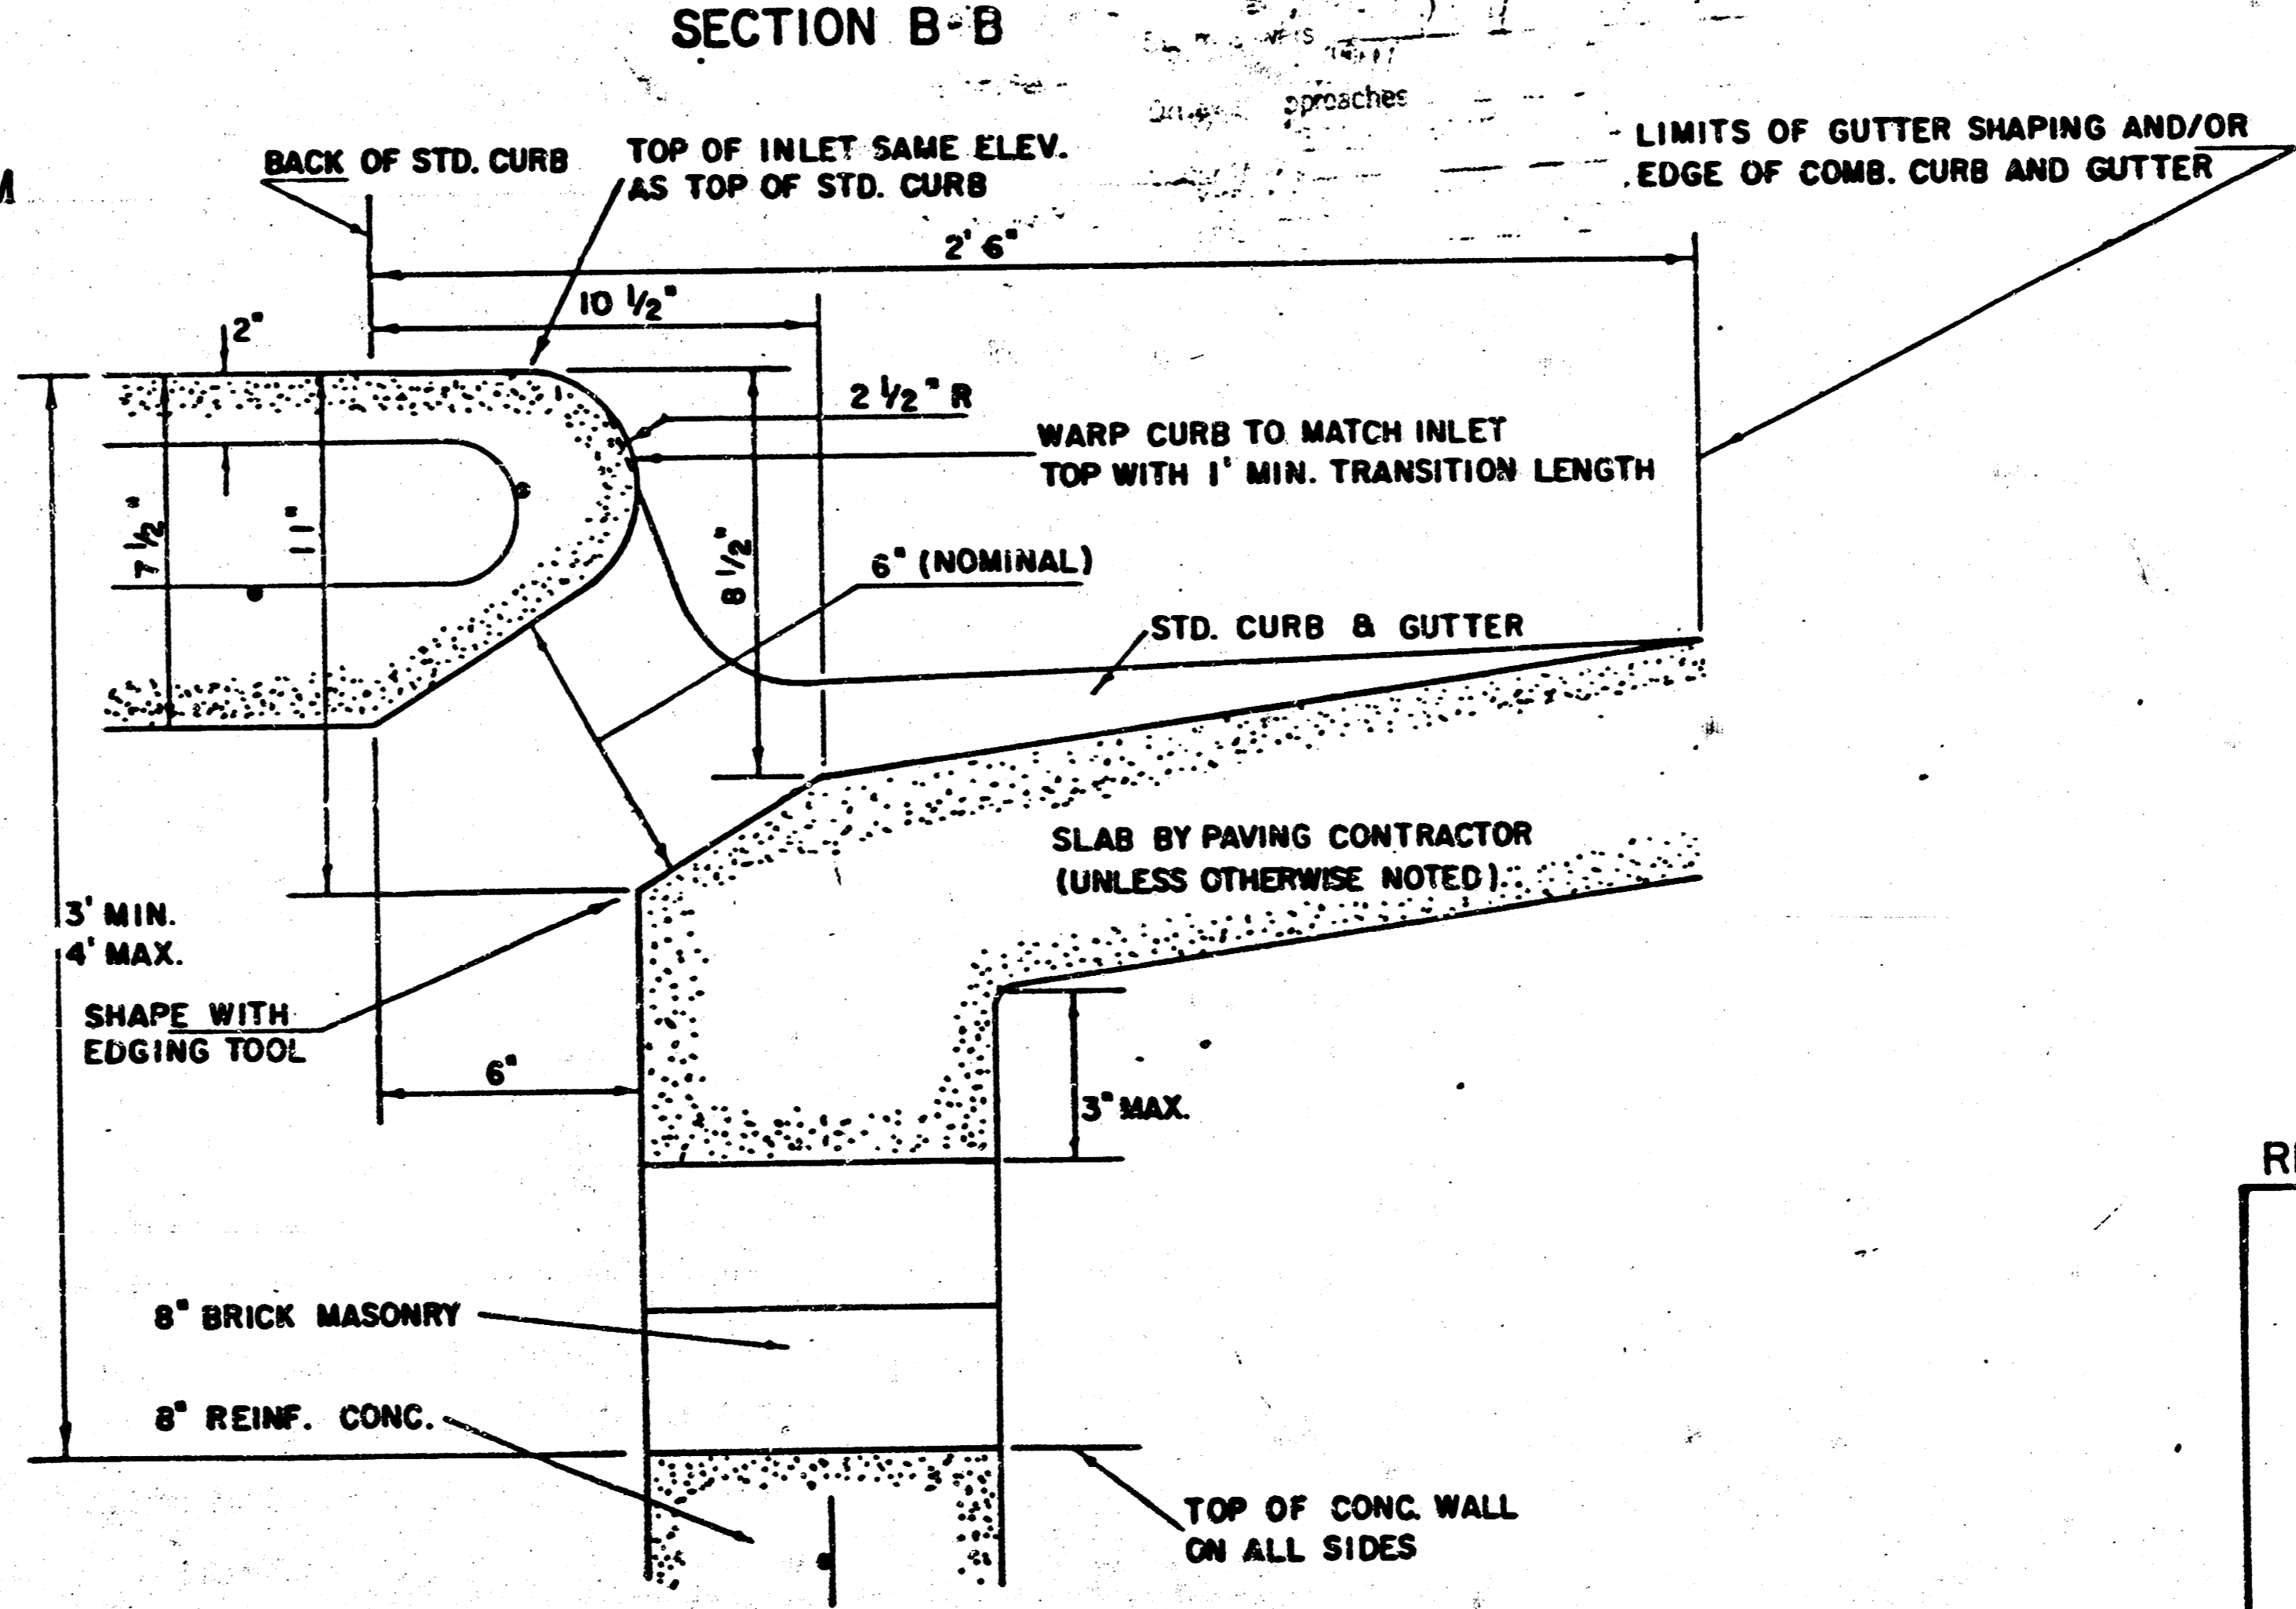 SECTION B-B
pproaches
BACK OF STD. CURB
TOP OF INLET SAME ELEV.
AS TOP OF STD. CURB
LIMITS OF GUTTER SHAPING AND/OR
EDGE OF COMB. CURB AND GUTTER
2' 6"
10 1/2"
2"
2 1/2" R
WARP CURB TO MATCH INLET
TOP WITH 1' MIN. TRANSITION LENGTH
7 1/2"
11"
8 1/2"
6" (NOMINAL)
STD. CURB & GUTTER
SLAB BY PAVING CONTRACTOR
(UNLESS OTHERWISE NOTED)
3' MIN.
4' MAX.
SHAPE WITH
EDGING TOOL
6"
3" MAX.
8" BRICK MASONRY
8" REINF. CONC.
TOP OF CONC. WALL
ON ALL SIDES